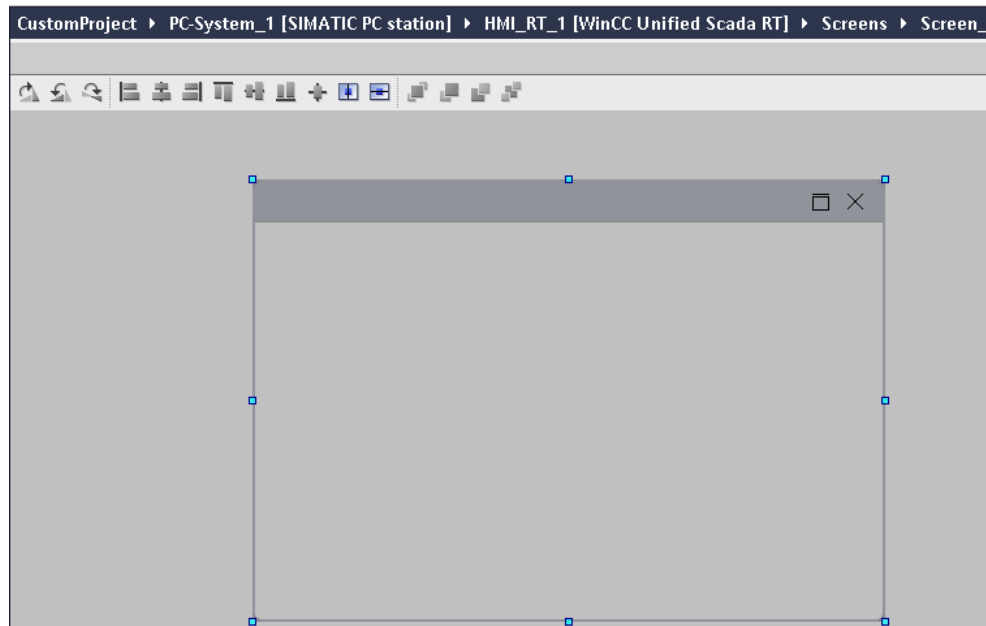 CustomProject ▸ PC-System_1 [SIMATIC PC station] ▸ HMI_RT_1 [WinCC Unified Scada RT] ▸ Screens ▸ Screen_